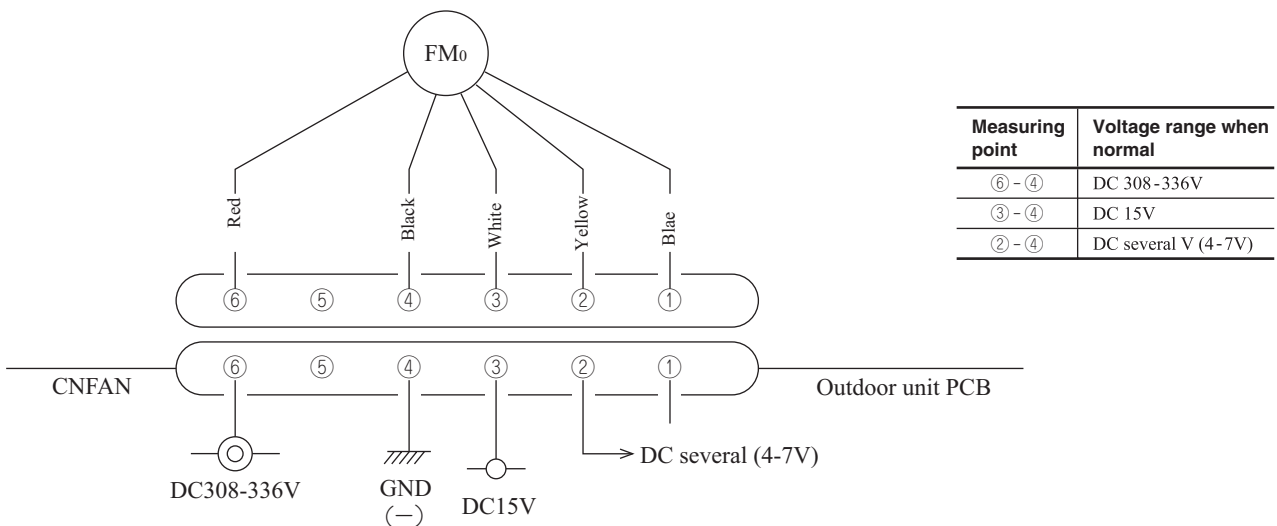 FM0
Red
Black
White
Yellow
Blae
⑥ ⑤ ④ ③ ② ①
⑥ ⑤ ④ ③ ② ①
CNFAN
Outdoor unit PCB
DC308-336V
GND
(−)
DC15V
DC several (4-7V)
Measuring point
Voltage range when normal
⑥ - ④ DC 308-336V
③ - ④ DC 15V
② - ④ DC several V (4-7V)